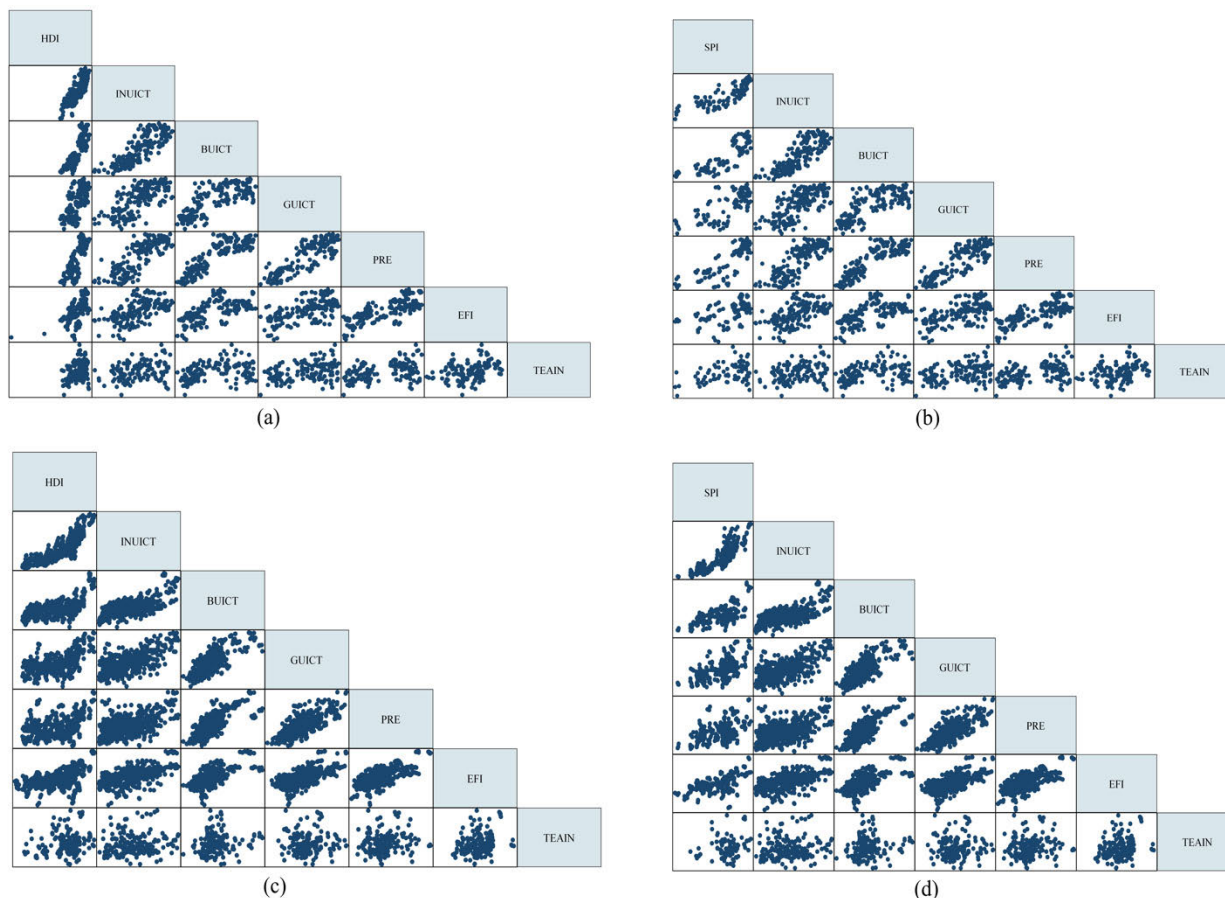 HDI
INUICT
BUICT
GUICT
PRE
EFI
TEAIN
(a)
SPI
INUICT
BUICT
GUICT
PRE
EFI
TEAIN
(b)
HDI
INUICT
BUICT
GUICT
PRE
EFI
TEAIN
(c)
SPI
INUICT
BUICT
GUICT
PRE
EFI
TEAIN
(d)